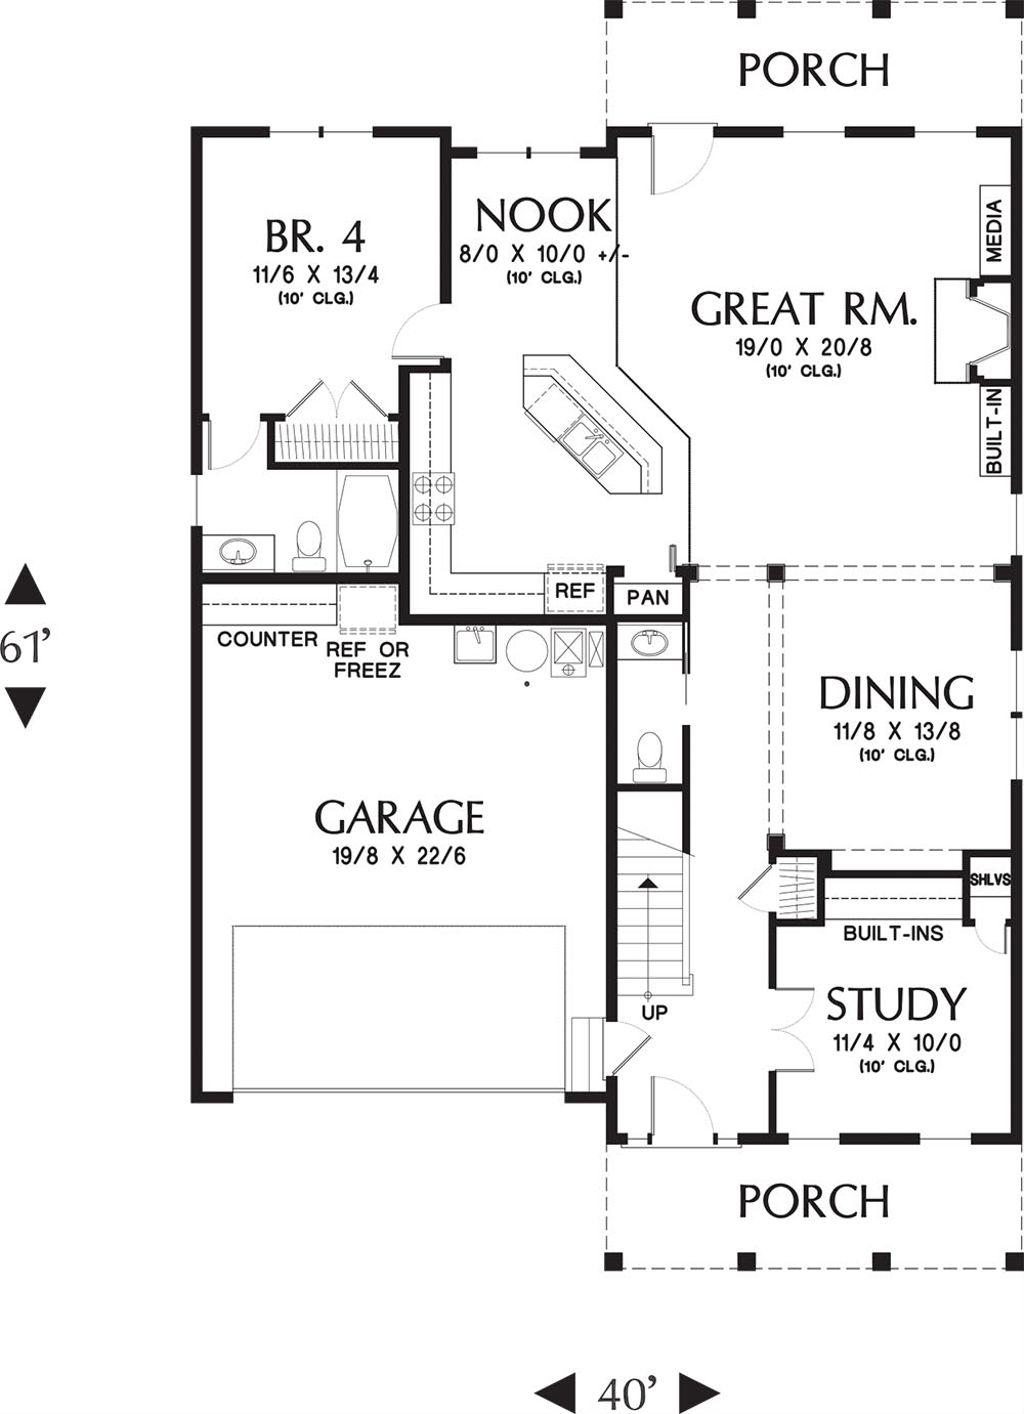 PORCH
NOOK
8/0 X 10/0 +/-
(10' CLG.)
BR. 4
11/6 X 13/4
(10' CLG.)
MEDIA
GREAT RM.
19/0 X 20/8
(10' CLG.)
BUILT-IN
REF
PAN
COUNTER
REF OR
FREEZ
61'
DINING
11/8 X 13/8
(10' CLG.)
GARAGE
19/8 X 22/6
SHLVS
BUILT-INS
STUDY
11/4 X 10/0
(10' CLG.)
UP
PORCH
40'